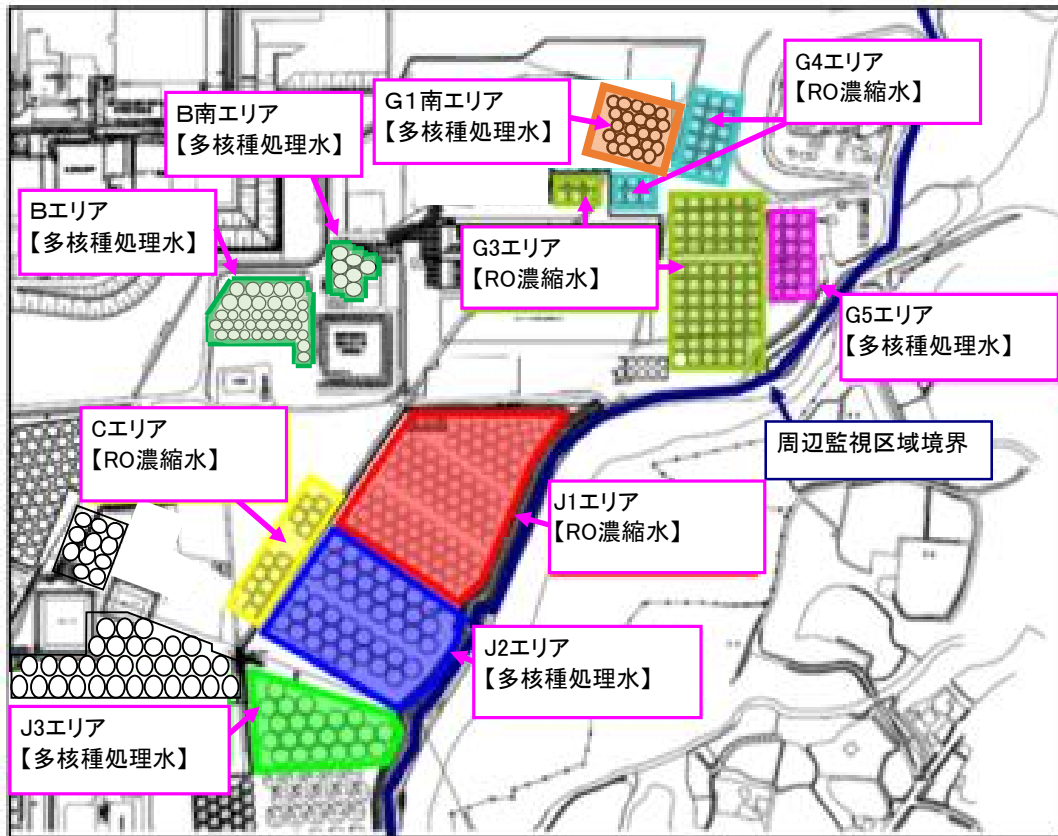 G4エリア
【RO濃縮水】
G1南エリア
【多核種処理水】
B南エリア
【多核種処理水】
Bエリア
【多核種処理水】
G3エリア
【RO濃縮水】
G5エリア
【多核種処理水】
Cエリア
【RO濃縮水】
周辺監視区域境界
J1エリア
【RO濃縮水】
J2エリア
【多核種処理水】
J3エリア
【多核種処理水】